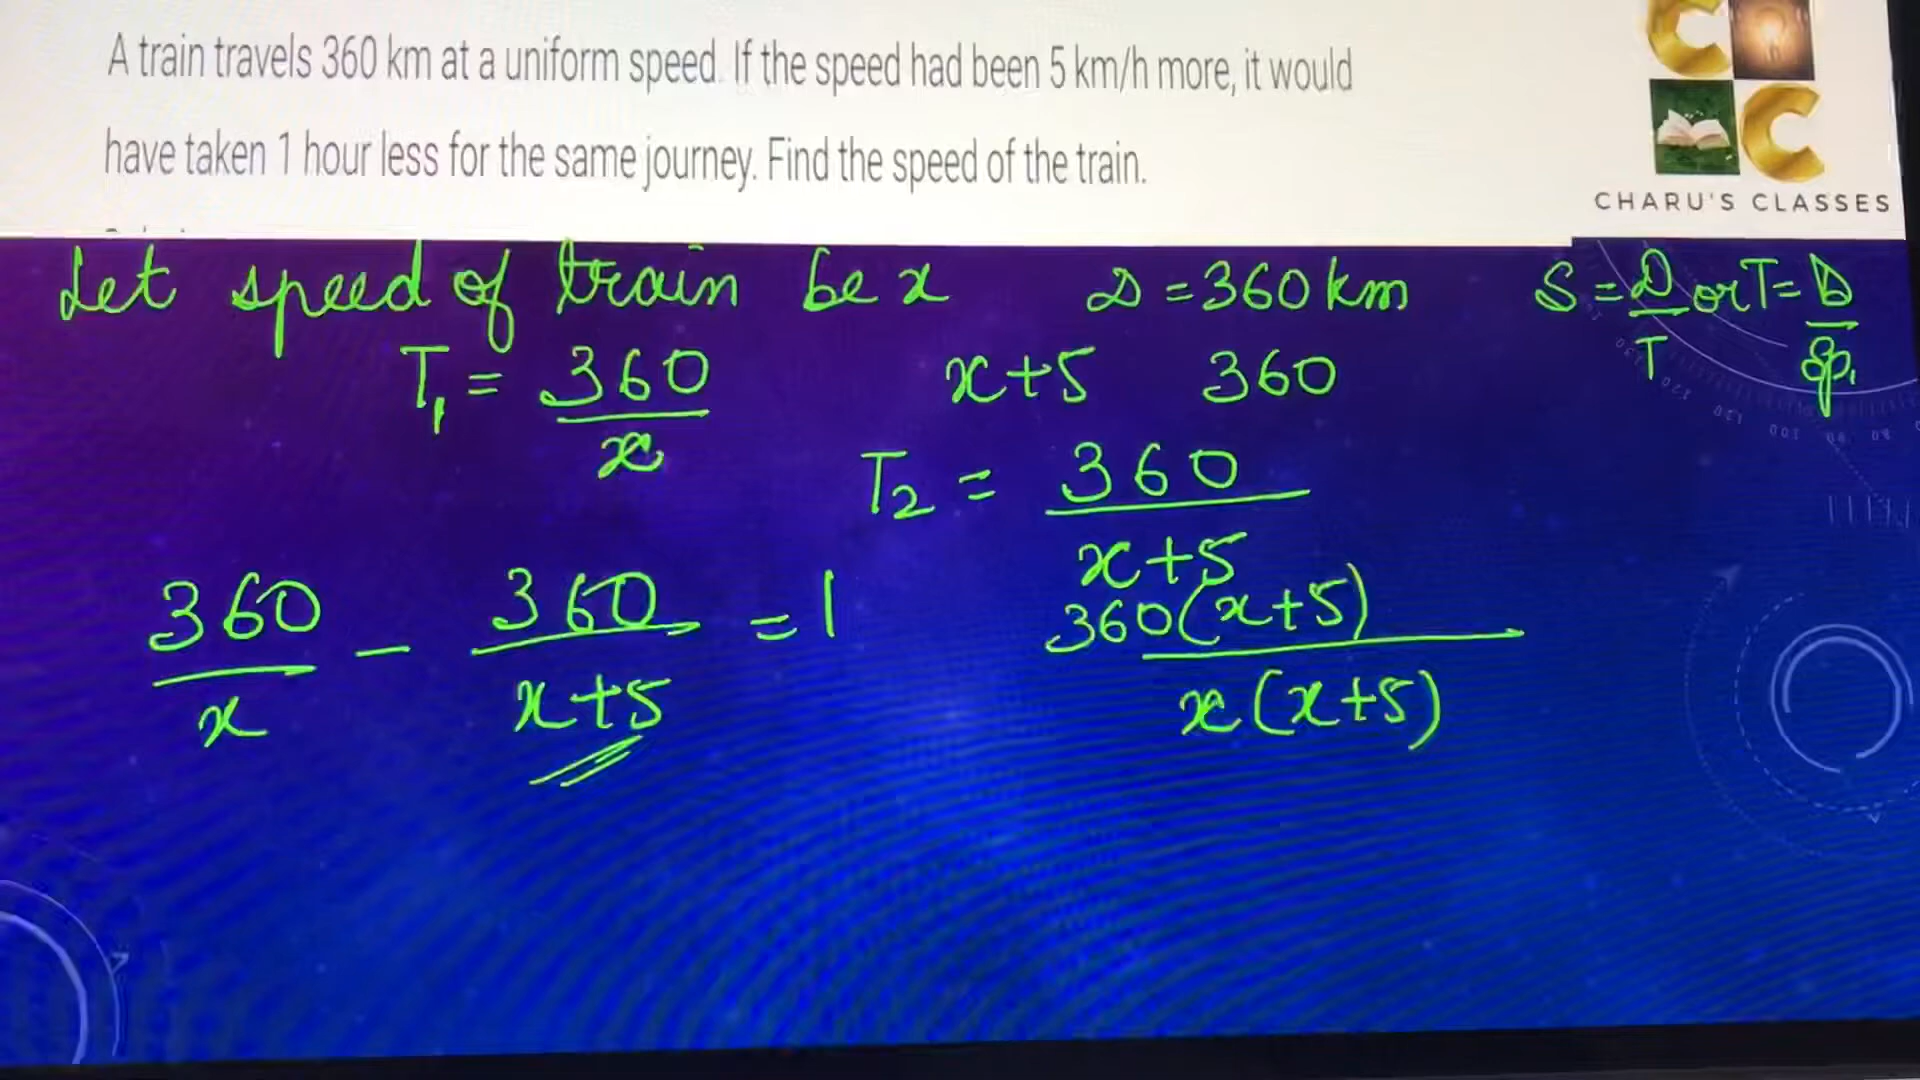 A train travels 360 km at a uniform speed. If the speed had been 5 km/h more, it would
have taken 1 hour less for the same journey. Find the speed of the train.
C
C
CHARU'S CLASSES
Let speed of train be x D = 360 km S = D/T or T = D/Sp.
T₁ = 360/x x+5 360
T₂ = 360/x+5
360/x - 360/x+5 = 1 360(x+5)/x(x+5)